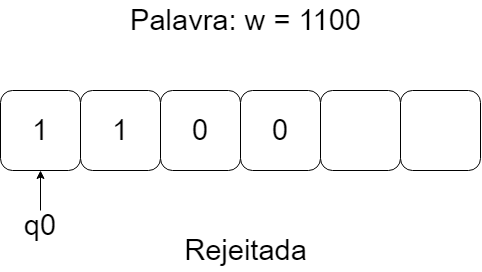 Palavra: w = 1100
1 1 0 0
q0
Rejeitada